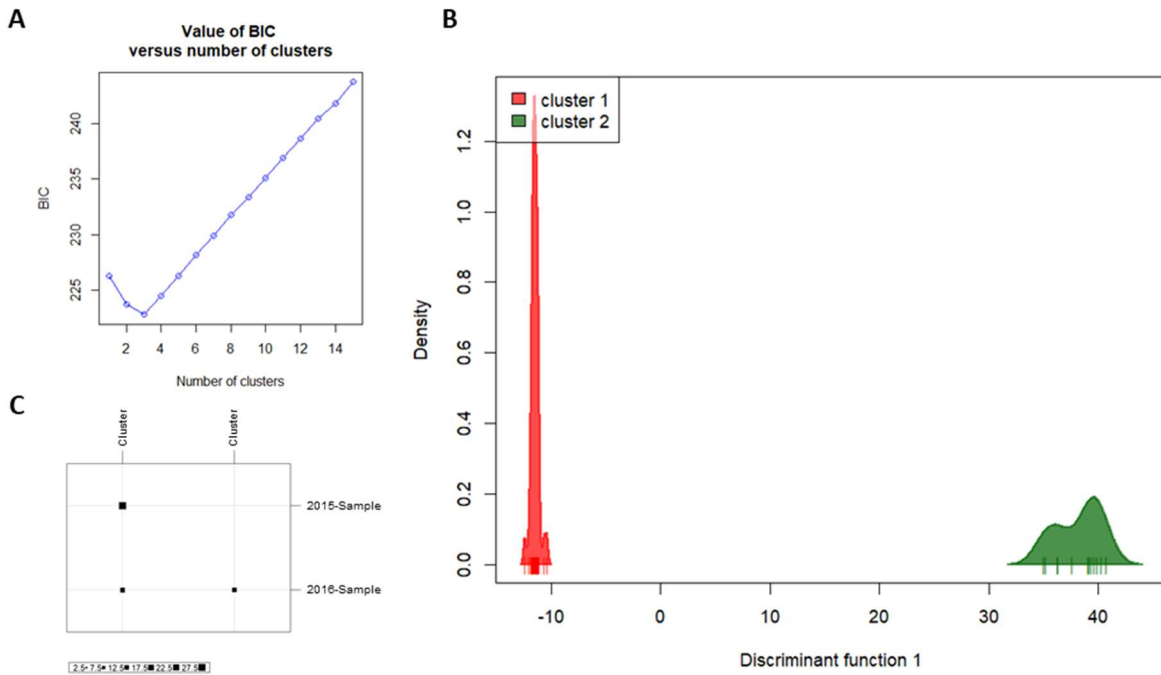 A
Value of BIC
versus number of clusters
240
235
230
225
BIC
2 4 6 8 10 12 14
Number of clusters
B
cluster 1
cluster 2
1.2
1.0
0.8
0.6
0.4
0.2
0.0
Density
-10 0 10 20 30 40
Discriminant function 1
C
Cluster
Cluster
2015-Sample
2016-Sample
2.5 7.5 12.5 17.5 22.5 27.5